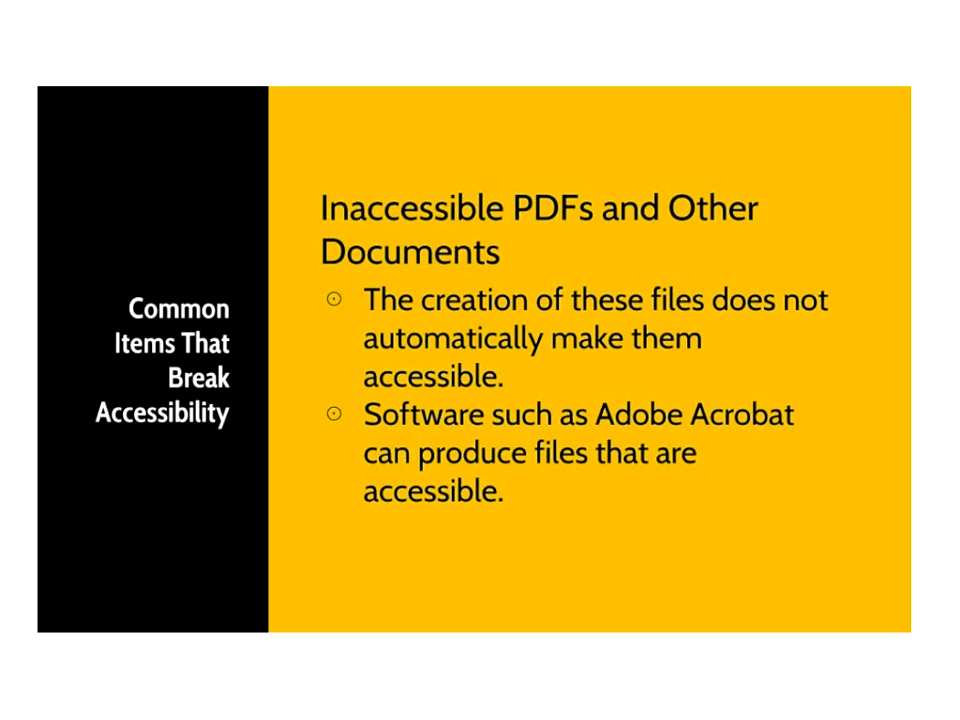 Common
Items That
Break
Accessibility
Inaccessible PDFs and Other
Documents
The creation of these files does not
automatically make them
accessible.
Software such as Adobe Acrobat
can produce files that are
accessible.